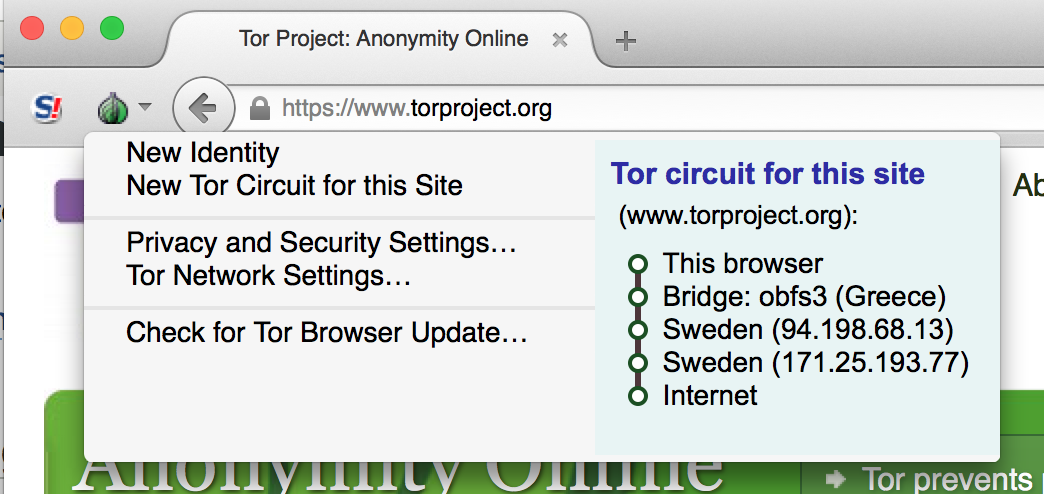 Tor Project: Anonymity Online
S!
https://www.torproject.org
New Identity
New Tor Circuit for this Site
Privacy and Security Settings…
Tor Network Settings…
Check for Tor Browser Update…
Tor circuit for this site
(www.torproject.org):
This browser
Bridge: obfs3 (Greece)
Sweden (94.198.68.13)
Sweden (171.25.193.77)
Internet
Ab
Anonymity Online
Tor prevents